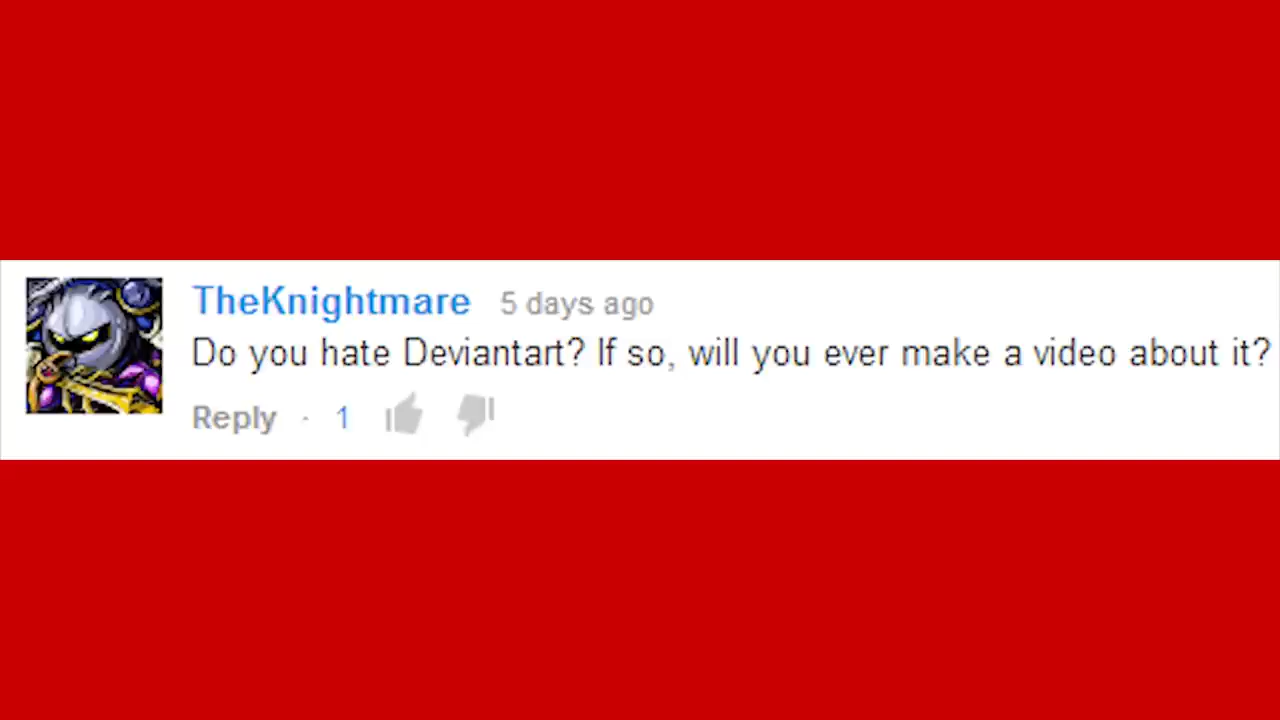 TheKnightmare 5 days ago
Do you hate Deviantart? If so, will you ever make a video about it?
Reply · 1